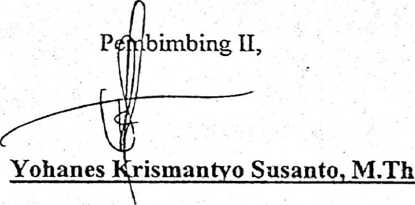 Pembimbing II,
Yohanes Krismantyo Susanto, M.Th